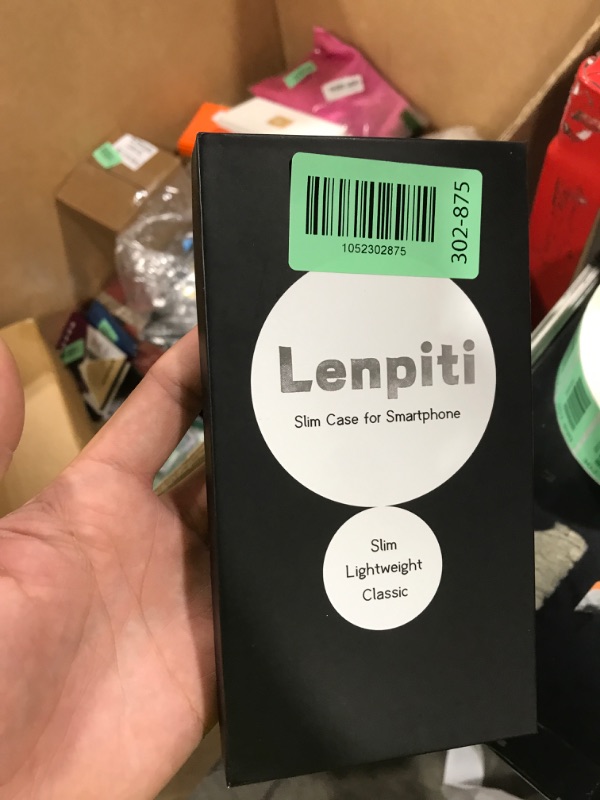 1052302875
302-875
Lenpiti
Slim Case for Smartphone
Slim
Lightweight
Classic